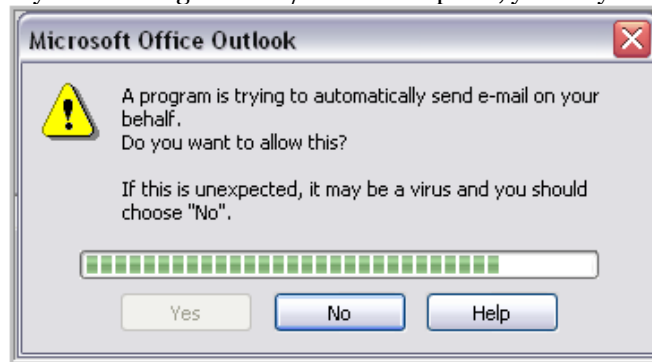 Microsoft Office Outlook
A program is trying to automatically send e-mail on your
behalf.
Do you want to allow this?
If this is unexpected, it may be a virus and you should
choose "No".
Yes No Help